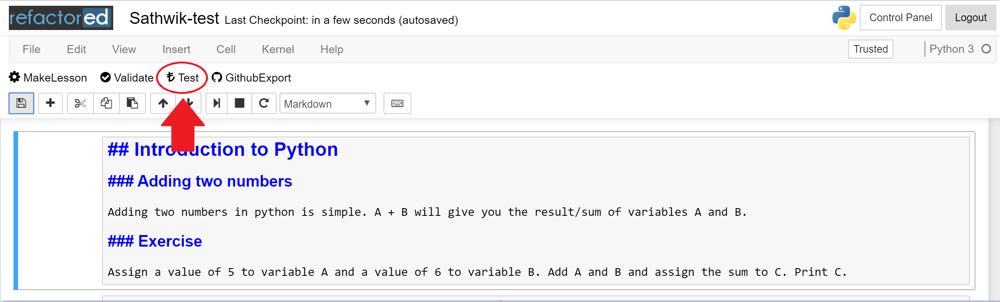 refactored Sathwik-test Last Checkpoint: in a few seconds (autosaved) Control Panel Logout
File Edit View Insert Cell Kernel Help Trusted Python 3
MakeLesson Validate Test GithubExport
Markdown
## Introduction to Python
### Adding two numbers
Adding two numbers in python is simple. A + B will give you the result/sum of variables A and B.
### Exercise
Assign a value of 5 to variable A and a value of 6 to variable B. Add A and B and assign the sum to C. Print C.